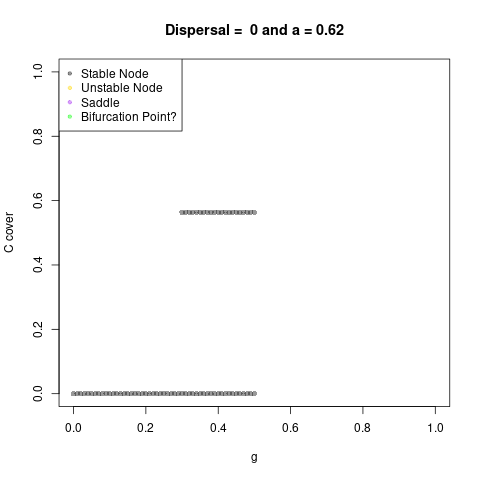 Dispersal =  0 and a = 0.62
Stable Node
Unstable Node
Saddle
Bifurcation Point?
C cover
1.0
0.8
0.6
0.4
0.2
0.0
0.0 0.2 0.4 0.6 0.8 1.0
g